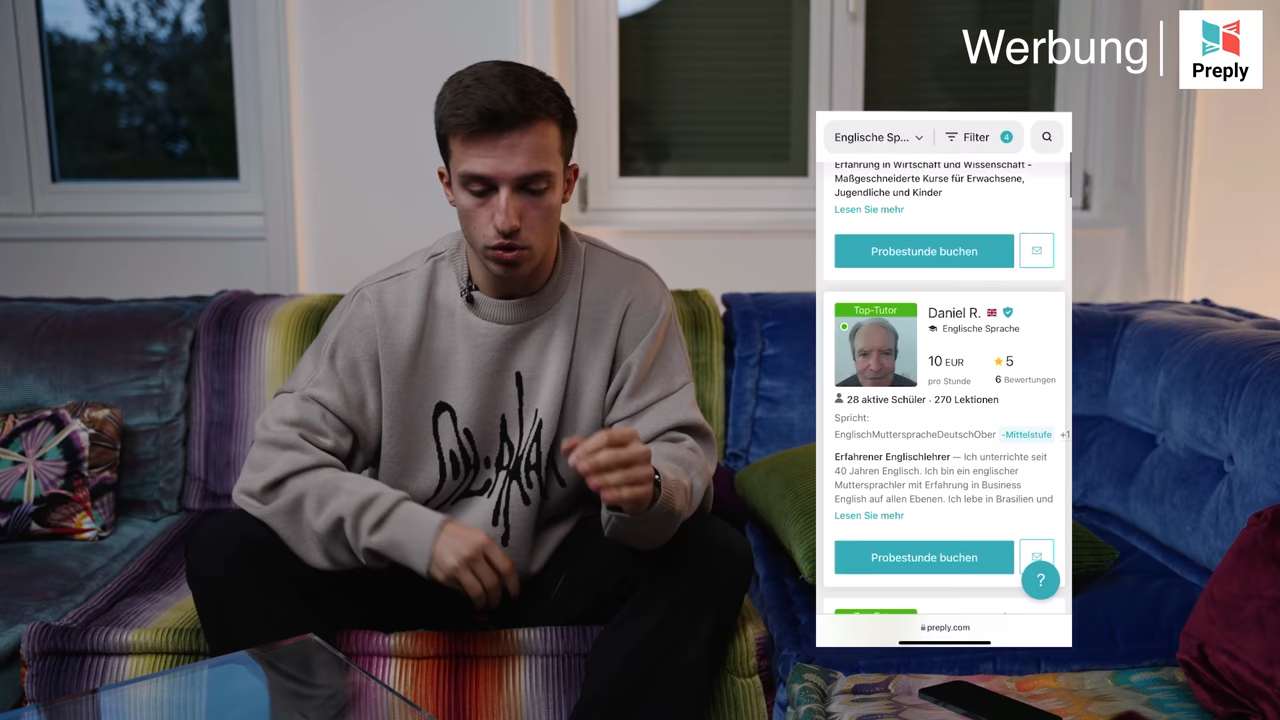 Werbung
Preply
Englische Sp...
Filter
4
Erfahrung in Wirtschaft und Wissenschaft -
Maßgeschneiderte Kurse für Erwachsene,
Jugendliche und Kinder
Lesen Sie mehr
Probestunde buchen
Top-Tutor
Daniel R.
Englische Sprache
10 EUR
5
pro Stunde
6 Bewertungen
28 aktive Schüler · 270 Lektionen
Spricht:
EnglischMutterspracheDeutschOber -Mittelstufe +1
Erfahrener Englischlehrer — Ich unterrichte seit
40 Jahren Englisch. Ich bin ein englischer
Muttersprachler mit Erfahrung in Business
English auf allen Ebenen. Ich lebe in Brasilien und
Lesen Sie mehr
Probestunde buchen
?
preply.com